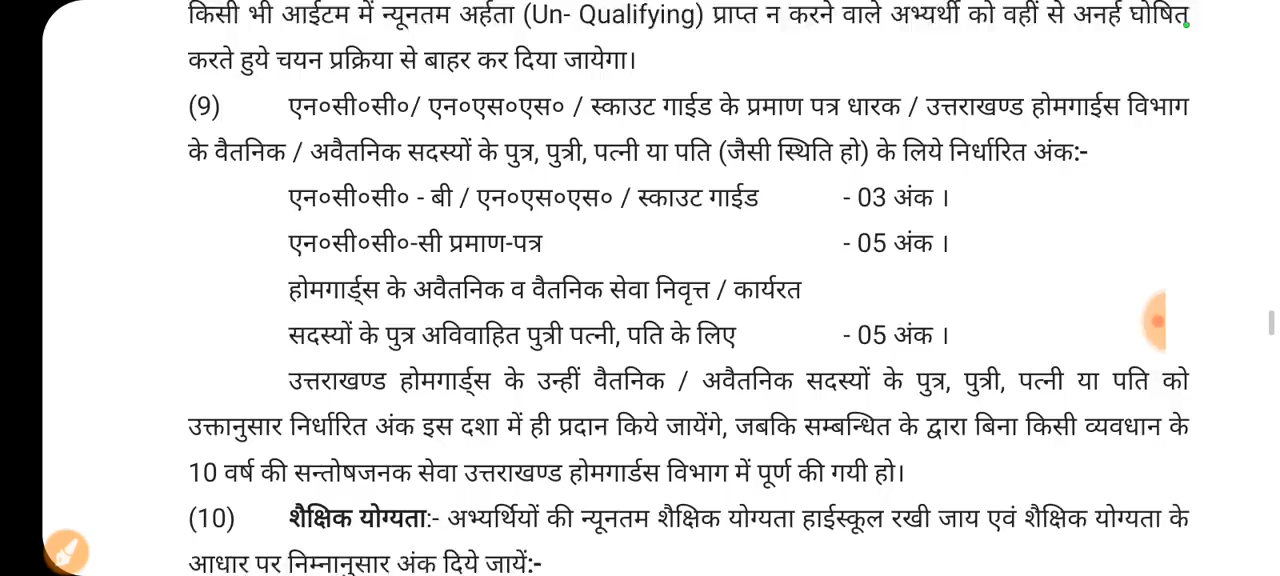 किसी भी आईटम में न्यूनतम अर्हता (Un- Qualifying) प्राप्त न करने वाले अभ्यर्थी को वहीं से अनर्ह घोषित
करते हुये चयन प्रक्रिया से बाहर कर दिया जायेगा।
(9) एन०सी०सी०/ एन०एस०एस० / स्काउट गाईड के प्रमाण पत्र धारक / उत्तराखण्ड होमगार्ड्स विभाग
के वैतनिक / अवैतनिक सदस्यों के पुत्र, पुत्री, पत्नी या पति (जैसी स्थिति हो) के लिये निर्धारित अंक:-
एन०सी०सी० - बी / एन०एस०एस० / स्काउट गाईड - 03 अंक ।
एन०सी०सी०-सी प्रमाण-पत्र - 05 अंक ।
होमगार्ड्स के अवैतनिक व वैतनिक सेवा निवृत्त / कार्यरत
सदस्यों के पुत्र अविवाहित पुत्री पत्नी, पति के लिए - 05 अंक ।
उत्तराखण्ड होमगार्ड्स के उन्हीं वैतनिक / अवैतनिक सदस्यों के पुत्र, पुत्री, पत्नी या पति को
उक्तानुसार निर्धारित अंक इस दशा में ही प्रदान किये जायेंगे, जबकि सम्बन्धित के द्वारा बिना किसी व्यवधान के
10 वर्ष की सन्तोषजनक सेवा उत्तराखण्ड होमगार्डस विभाग में पूर्ण की गयी हो।
(10) शैक्षिक योग्यता:- अभ्यर्थियों की न्यूनतम शैक्षिक योग्यता हाईस्कूल रखी जाय एवं शैक्षिक योग्यता के
आधार पर निम्नानुसार अंक दिये जायें:-